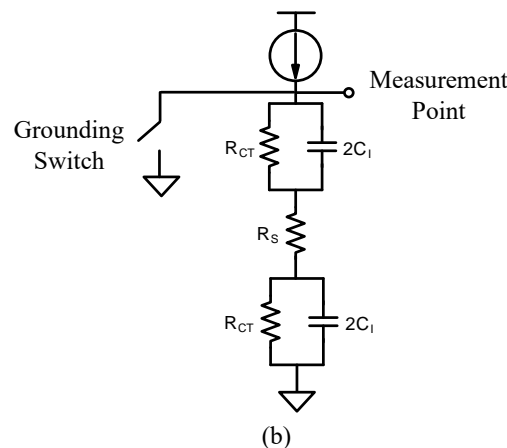 Measurement
Point
Grounding
Switch
R_CT
2C_I
R_S
R_CT
2C_I
(b)